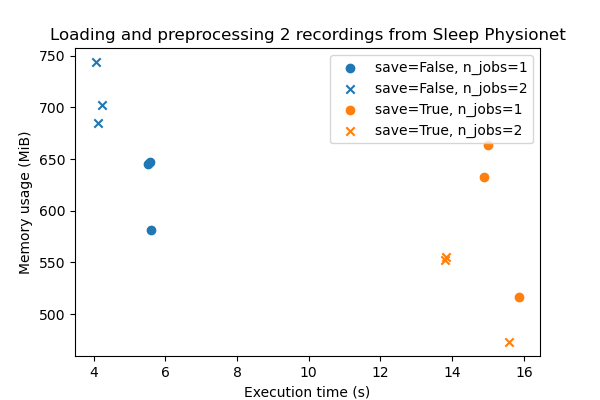 Loading and preprocessing 2 recordings from Sleep Physionet
750
700
650
600
550
500
Memory usage (MiB)
save=False, n_jobs=1
save=False, n_jobs=2
save=True, n_jobs=1
save=True, n_jobs=2
4 6 8 10 12 14 16
Execution time (s)